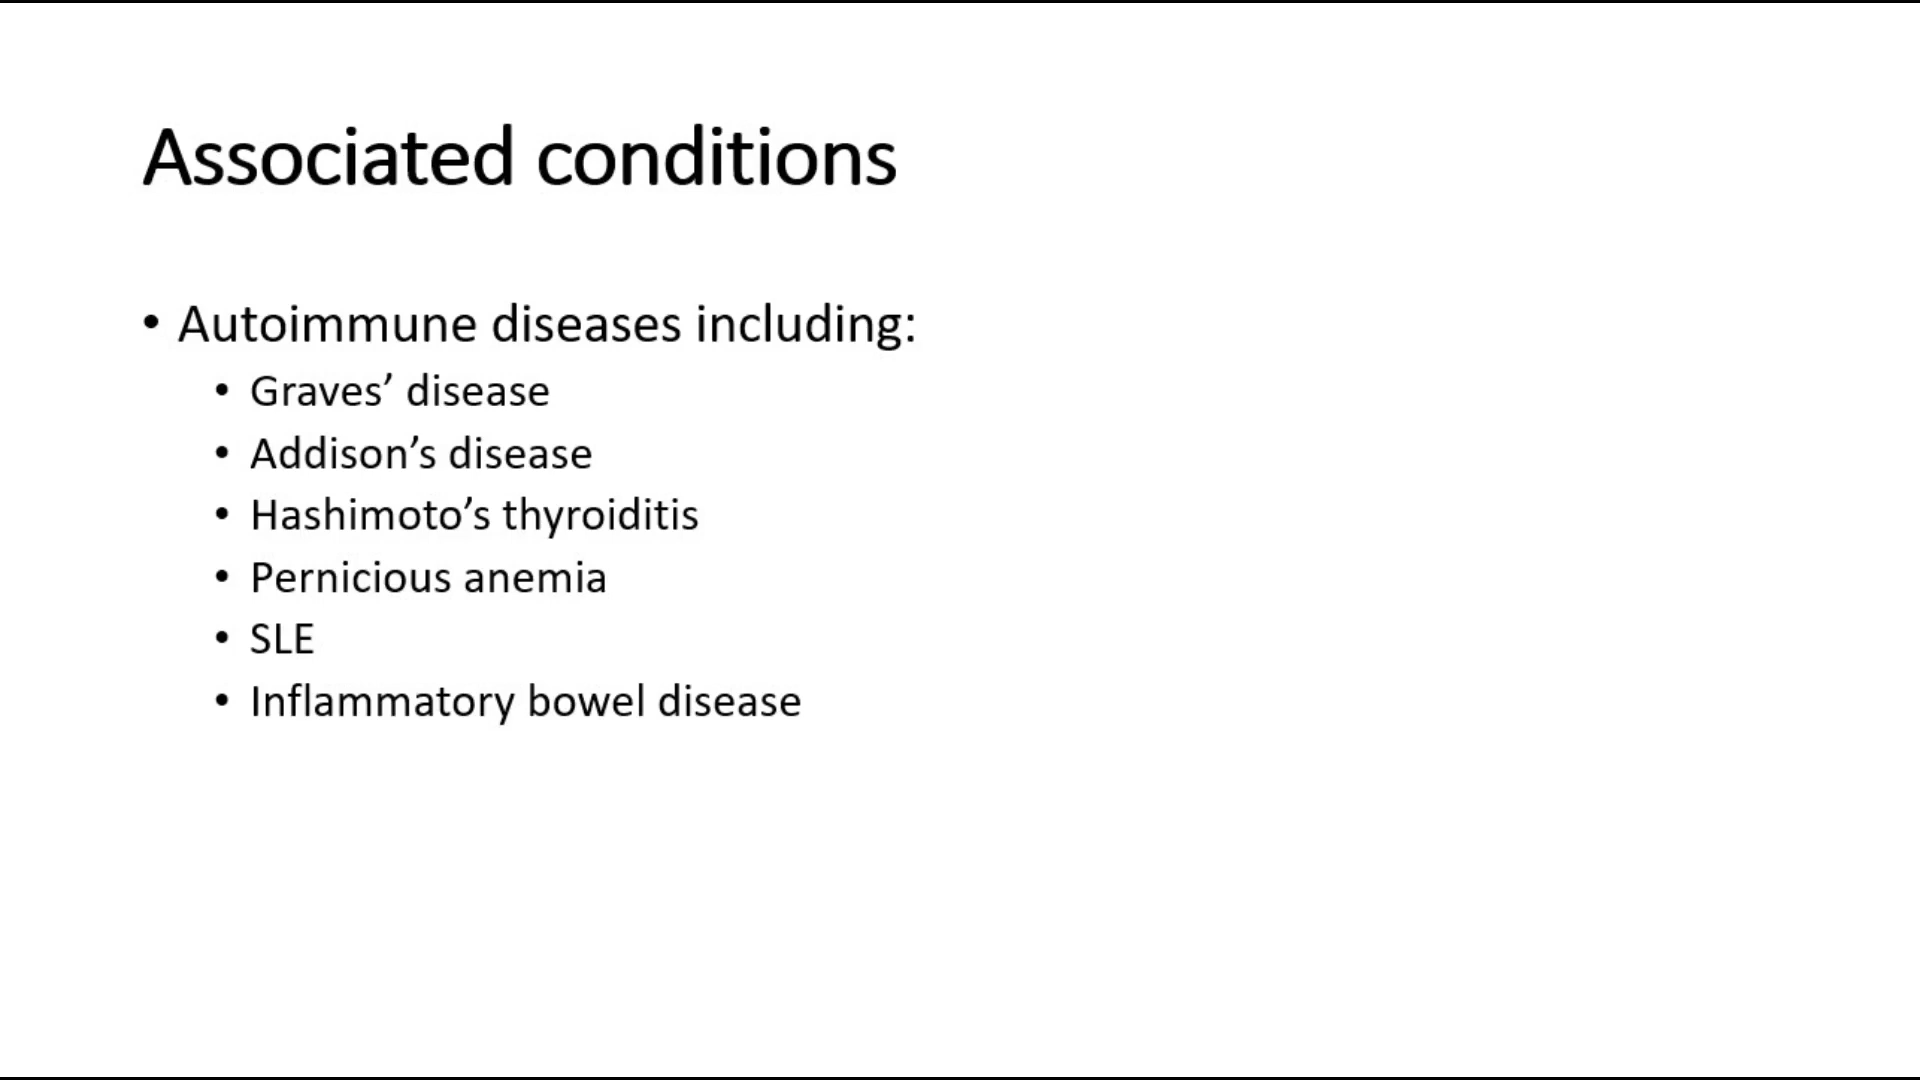 Associated conditions
• Autoimmune diseases including:
• Graves’ disease
• Addison’s disease
• Hashimoto’s thyroiditis
• Pernicious anemia
• SLE
• Inflammatory bowel disease